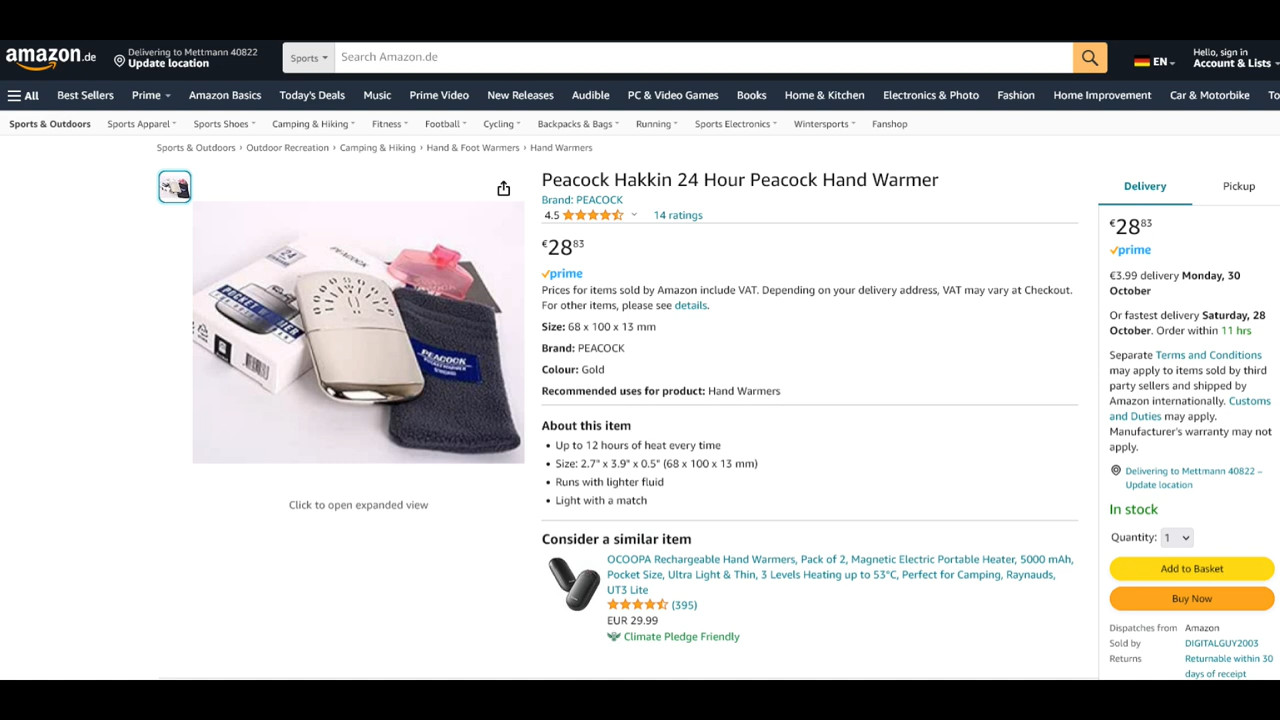 amazon.de
Delivering to Mettmann 40822
Update location
Sports
Search Amazon.de
EN
Hello, sign in
Account & Lists
All
Best Sellers
Prime
Amazon Basics
Today's Deals
Music
Prime Video
New Releases
Audible
PC & Video Games
Books
Home & Kitchen
Electronics & Photo
Fashion
Home Improvement
Car & Motorbike
To
Sports & Outdoors
Sports Apparel
Sports Shoes
Camping & Hiking
Fitness
Football
Cycling
Backpacks & Bags
Running
Sports Electronics
Wintersports
Fanshop
Sports & Outdoors › Outdoor Recreation › Camping & Hiking › Hand & Foot Warmers › Hand Warmers
PEACOCK
24
POCKET WARMER
PEACOCK
Click to open expanded view
Peacock Hakkin 24 Hour Peacock Hand Warmer
Brand: PEACOCK
4.5
14 ratings
€28 83
prime
Prices for items sold by Amazon include VAT. Depending on your delivery address, VAT may vary at Checkout.
For other items, please see details.
Size: 68 x 100 x 13 mm
Brand: PEACOCK
Colour: Gold
Recommended uses for product: Hand Warmers
About this item
• Up to 12 hours of heat every time
• Size: 2.7" x 3.9" x 0.5" (68 x 100 x 13 mm)
• Runs with lighter fluid
• Light with a match
Consider a similar item
OCOOPA Rechargeable Hand Warmers, Pack of 2, Magnetic Electric Portable Heater, 5000 mAh,
Pocket Size, Ultra Light & Thin, 3 Levels Heating up to 53°C, Perfect for Camping, Raynauds,
UT3 Lite
(395)
EUR 29.99
Climate Pledge Friendly
Delivery
Pickup
€28 83
prime
€3.99 delivery Monday, 30
October
Or fastest delivery Saturday, 28
October. Order within 11 hrs
Separate Terms and Conditions
may apply to items sold by third
party sellers and shipped by
Amazon internationally. Customs
and Duties may apply.
Manufacturer's warranty may not
apply.
Delivering to Mettmann 40822 –
Update location
In stock
Quantity: 1
Add to Basket
Buy Now
Dispatches from Amazon
Sold by DIGITALGUY2003
Returns Returnable within 30
days of receipt